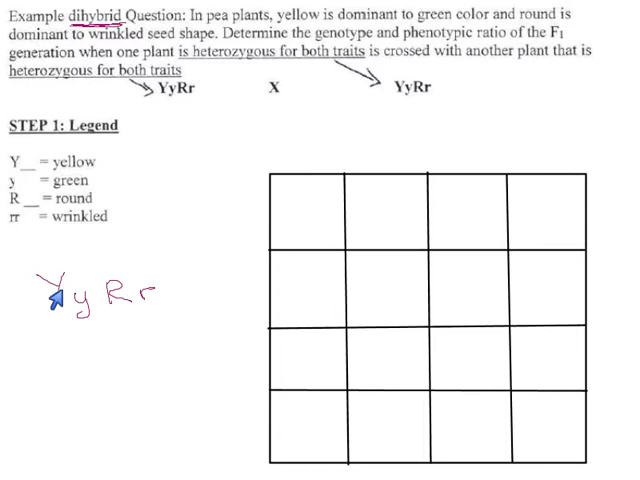 Example dihybrid Question: In pea plants, yellow is dominant to green color and round is
dominant to wrinkled seed shape. Determine the genotype and phenotypic ratio of the F1
generation when one plant is heterozygous for both traits is crossed with another plant that is
heterozygous for both traits
YyRr X YyRr
STEP 1: Legend
Y__ = yellow
y = green
R__ = round
rr = wrinkled
YyRr